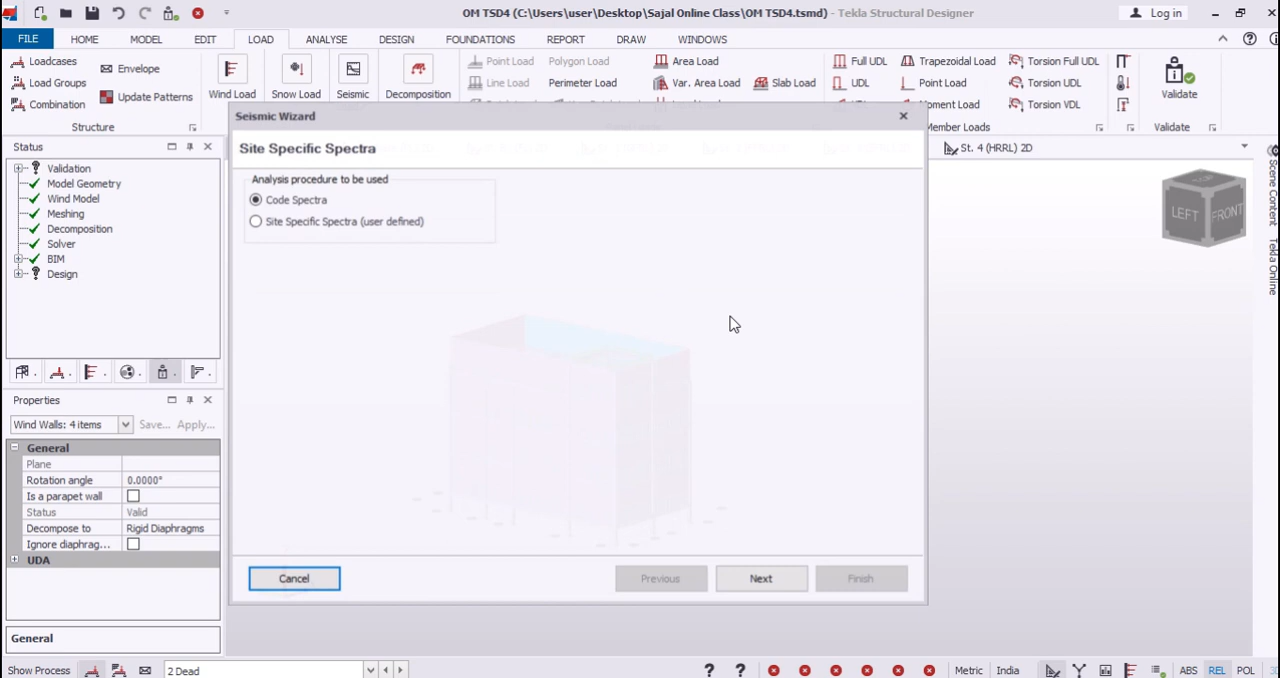 OM TSD4 (C:\Users\user\Desktop\Sajal Online Class\OM TSD4.tsmd) - Tekla Structural Designer
Log in
FILE HOME MODEL EDIT LOAD ANALYSE DESIGN FOUNDATIONS REPORT DRAW WINDOWS
Loadcases
Load Groups
Combination
Envelope
Update Patterns
Structure
Wind Load
Snow Load
Seismic
Decomposition
Point Load
Line Load
Polygon Load
Perimeter Load
Area Load
Var. Area Load
Slab Load
Full UDL
UDL
Trapezoidal Load
Point Load
Moment Load
Torsion Full UDL
Torsion UDL
Torsion VDL
Member Loads
Validate
Validate
Status
Validation
Model Geometry
Wind Model
Meshing
Decomposition
Solver
BIM
Design
Properties
Wind Walls: 4 items Save... Apply...
General
Plane
Rotation angle 0.0000°
Is a parapet wall
Status Valid
Decompose to Rigid Diaphragms
Ignore diaphrag...
UDA
General
Seismic Wizard
Site Specific Spectra
Analysis procedure to be used
Code Spectra
Site Specific Spectra (user defined)
Cancel Previous Next Finish
St. 4 (HRRL) 2D
TOP
LEFT
FRONT
Scene Content
Tekla Online
Show Process 2 Dead Metric India ABS REL POL